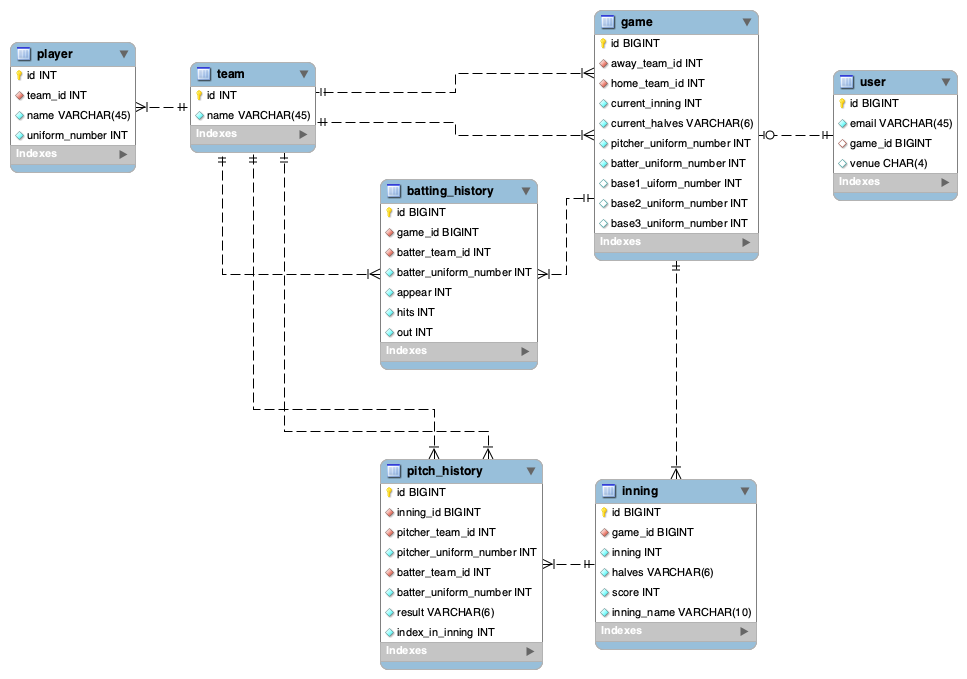 player
id INT
team_id INT
name VARCHAR(45)
uniform_number INT
Indexes
team
id INT
name VARCHAR(45)
Indexes
game
id BIGINT
away_team_id INT
home_team_id INT
current_inning INT
current_halves VARCHAR(6)
pitcher_uniform_number INT
batter_uniform_number INT
base1_uiform_number INT
base2_uniform_number INT
base3_uniform_number INT
Indexes
user
id BIGINT
email VARCHAR(45)
game_id BIGINT
venue CHAR(4)
Indexes
batting_history
id BIGINT
game_id BIGINT
batter_team_id INT
batter_uniform_number INT
appear INT
hits INT
out INT
Indexes
pitch_history
id BIGINT
inning_id BIGINT
pitcher_team_id INT
pitcher_uniform_number INT
batter_team_id INT
batter_uniform_number INT
result VARCHAR(6)
index_in_inning INT
Indexes
inning
id BIGINT
game_id BIGINT
inning INT
halves VARCHAR(6)
score INT
inning_name VARCHAR(10)
Indexes